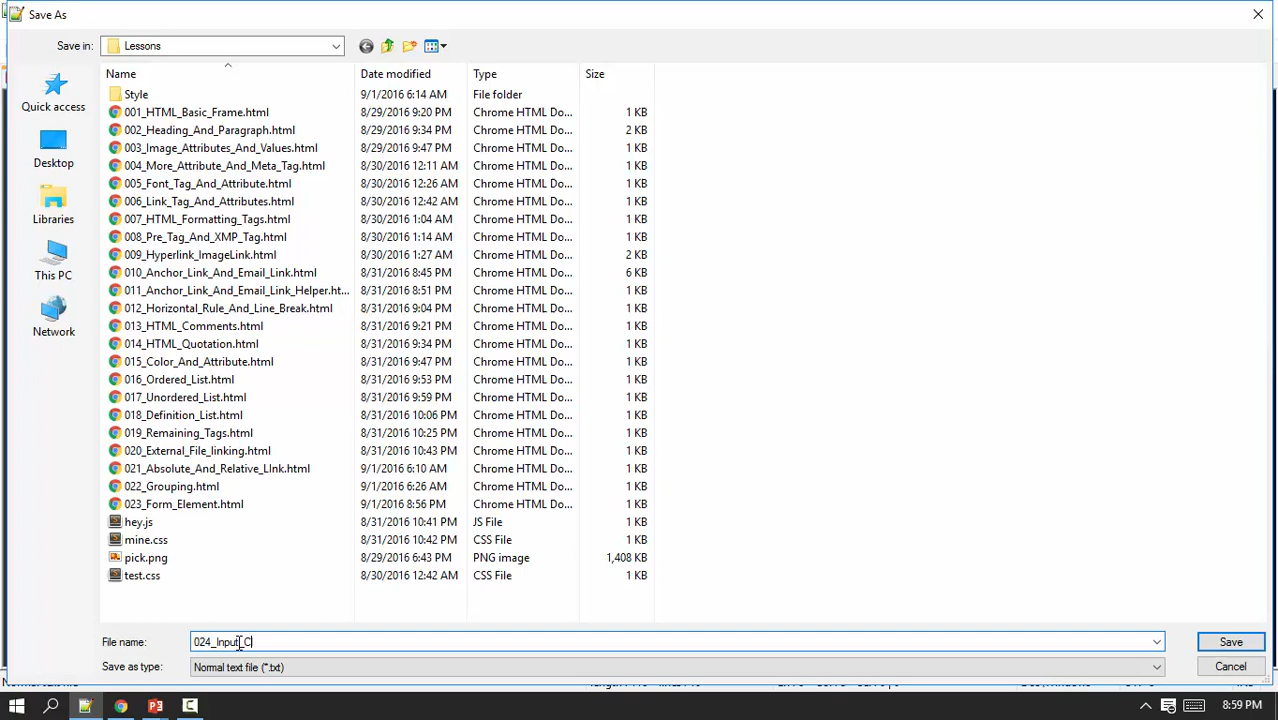 Save As
Save in: Lessons
Name Date modified Type Size
Style 9/1/2016 6:14 AM File folder
001_HTML_Basic_Frame.html 8/29/2016 9:20 PM Chrome HTML Do... 1 KB
002_Heading_And_Paragraph.html 8/29/2016 9:34 PM Chrome HTML Do... 2 KB
003_Image_Attributes_And_Values.html 8/29/2016 9:47 PM Chrome HTML Do... 1 KB
004_More_Attribute_And_Meta_Tag.html 8/30/2016 12:11 AM Chrome HTML Do... 1 KB
005_Font_Tag_And_Attribute.html 8/30/2016 12:26 AM Chrome HTML Do... 1 KB
006_Link_Tag_And_Attributes.html 8/30/2016 12:42 AM Chrome HTML Do... 1 KB
007_HTML_Formatting_Tags.html 8/30/2016 1:04 AM Chrome HTML Do... 1 KB
008_Pre_Tag_And_XMP_Tag.html 8/30/2016 1:14 AM Chrome HTML Do... 1 KB
009_Hyperlink_ImageLink.html 8/30/2016 1:27 AM Chrome HTML Do... 2 KB
010_Anchor_Link_And_Email_Link.html 8/31/2016 8:45 PM Chrome HTML Do... 6 KB
011_Anchor_Link_And_Email_Link_Helper.ht... 8/31/2016 8:51 PM Chrome HTML Do... 1 KB
012_Horizontal_Rule_And_Line_Break.html 8/31/2016 9:04 PM Chrome HTML Do... 1 KB
013_HTML_Comments.html 8/31/2016 9:21 PM Chrome HTML Do... 1 KB
014_HTML_Quotation.html 8/31/2016 9:34 PM Chrome HTML Do... 1 KB
015_Color_And_Attribute.html 8/31/2016 9:47 PM Chrome HTML Do... 1 KB
016_Ordered_List.html 8/31/2016 9:53 PM Chrome HTML Do... 1 KB
017_Unordered_List.html 8/31/2016 9:59 PM Chrome HTML Do... 1 KB
018_Definition_List.html 8/31/2016 10:06 PM Chrome HTML Do... 1 KB
019_Remaining_Tags.html 8/31/2016 10:25 PM Chrome HTML Do... 1 KB
020_External_File_linking.html 8/31/2016 10:43 PM Chrome HTML Do... 1 KB
021_Absolute_And_Relative_LInk.html 9/1/2016 6:10 AM Chrome HTML Do... 1 KB
022_Grouping.html 9/1/2016 6:26 AM Chrome HTML Do... 1 KB
023_Form_Element.html 9/1/2016 8:56 PM Chrome HTML Do... 1 KB
hey.js 8/31/2016 10:41 PM JS File 1 KB
mine.css 8/31/2016 10:42 PM CSS File 1 KB
pick.png 8/29/2016 6:43 PM PNG image 1,408 KB
test.css 8/30/2016 12:42 AM CSS File 1 KB
Quick access
Desktop
Libraries
This PC
Network
File name: 024_Input_C Save
Save as type: Normal text file (*.txt) Cancel
8:59 PM